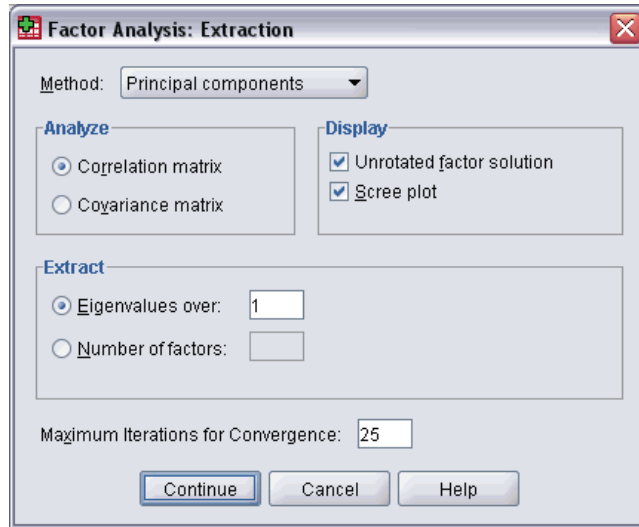 Factor Analysis: Extraction
Method: Principal components
Analyze
Correlation matrix
Covariance matrix
Display
Unrotated factor solution
Scree plot
Extract
Eigenvalues over: 1
Number of factors:
Maximum Iterations for Convergence: 25
Continue Cancel Help